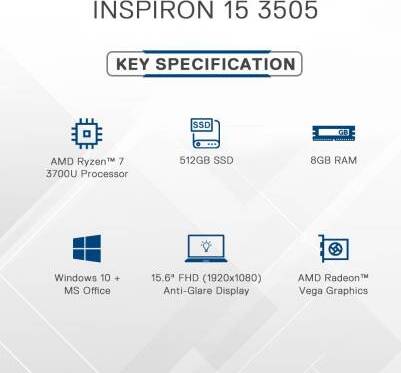 INSPIRON 15 3505
KEY SPECIFICATION
SSD
GB
AMD Ryzen™ 7
3700U Processor
512GB SSD
8GB RAM
Windows 10 +
MS Office
15.6" FHD (1920x1080)
Anti-Glare Display
AMD Radeon™
Vega Graphics